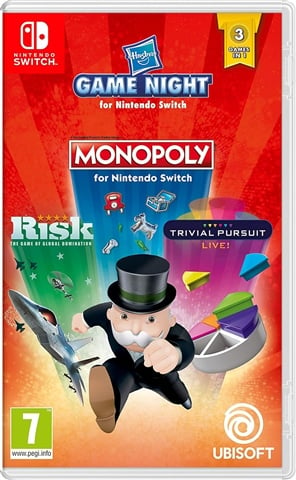 NINTENDO
SWITCH™
Hasbro
GAME NIGHT
for Nintendo Switch
3
GAMES
IN 1
MONOPOLY
for Nintendo Switch
RISK
THE GAME OF GLOBAL DOMINATION
TRIVIAL PURSUIT
LIVE!
7
www.pegi.info
UBISOFT